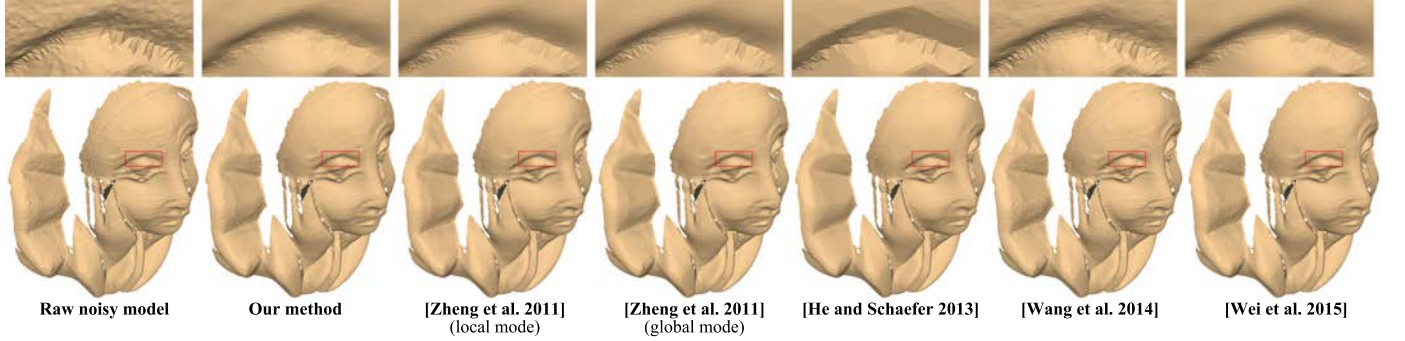 Raw noisy model
Our method
[Zheng et al. 2011]
(local mode)
[Zheng et al. 2011]
(global mode)
[He and Schaefer 2013]
[Wang et al. 2014]
[Wei et al. 2015]